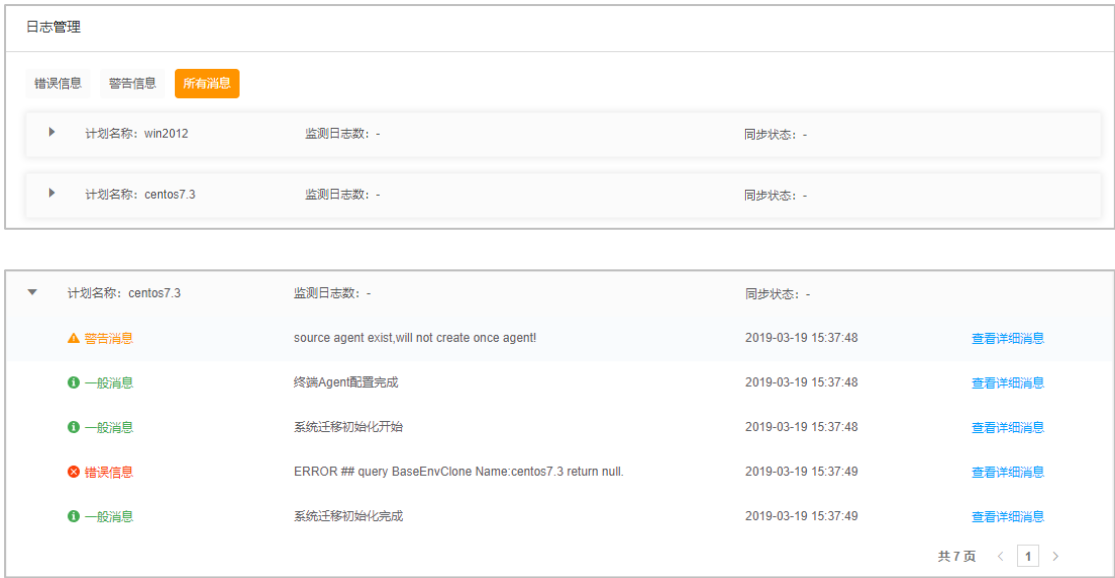 日志管理
错误信息 警告信息 所有消息
计划名称：win2012 监测日志数：- 同步状态：-
计划名称：centos7.3 监测日志数：- 同步状态：-
计划名称：centos7.3 监测日志数：- 同步状态：-
警告消息 source agent exist,will not create once agent! 2019-03-19 15:37:48 查看详细消息
一般消息 终端Agent配置完成 2019-03-19 15:37:48 查看详细消息
一般消息 系统迁移初始化开始 2019-03-19 15:37:48 查看详细消息
错误信息 ERROR ## query BaseEnvClone Name:centos7.3 return null. 2019-03-19 15:37:49 查看详细消息
一般消息 系统迁移初始化完成 2019-03-19 15:37:49 查看详细消息
共 7 页 < 1 >